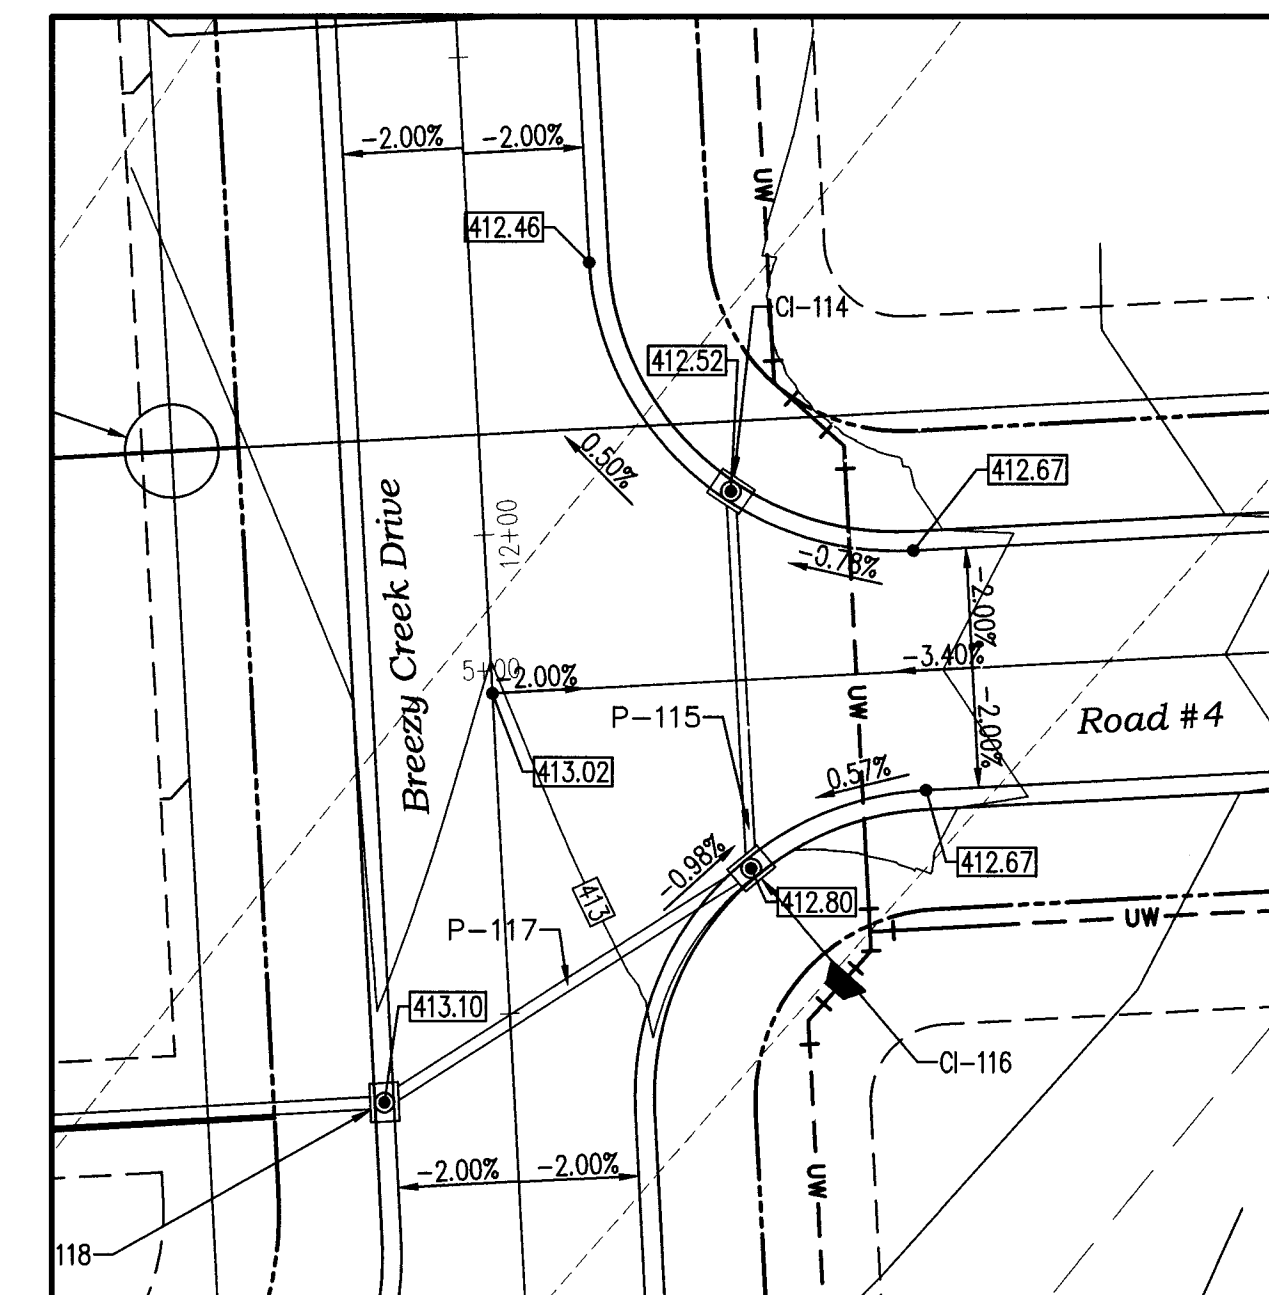 -2.00%
-2.00%
UW
412.46
CI-114
412.52
0.50%
412.67
12+00
Breezy Creek Drive
-0.78%
-2.00%
5+00
-2.00%
-3.40%
-2.00%
P-115
UW
Road #4
413.02
0.57%
-0.98%
412.67
413
412.80
P-117
UW
413.10
CI-116
-2.00%
-2.00%
UW
118